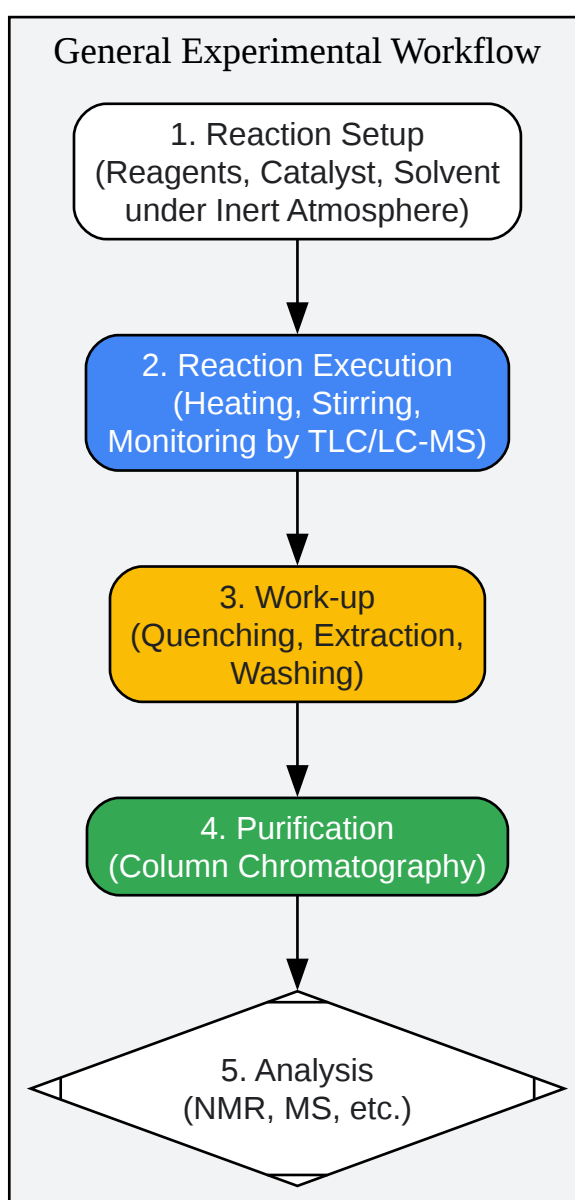 General Experimental Workflow
1. Reaction Setup
(Reagents, Catalyst, Solvent
under Inert Atmosphere)
2. Reaction Execution
(Heating, Stirring,
Monitoring by TLC/LC-MS)
3. Work-up
(Quenching, Extraction,
Washing)
4. Purification
(Column Chromatography)
5. Analysis
(NMR, MS, etc.)